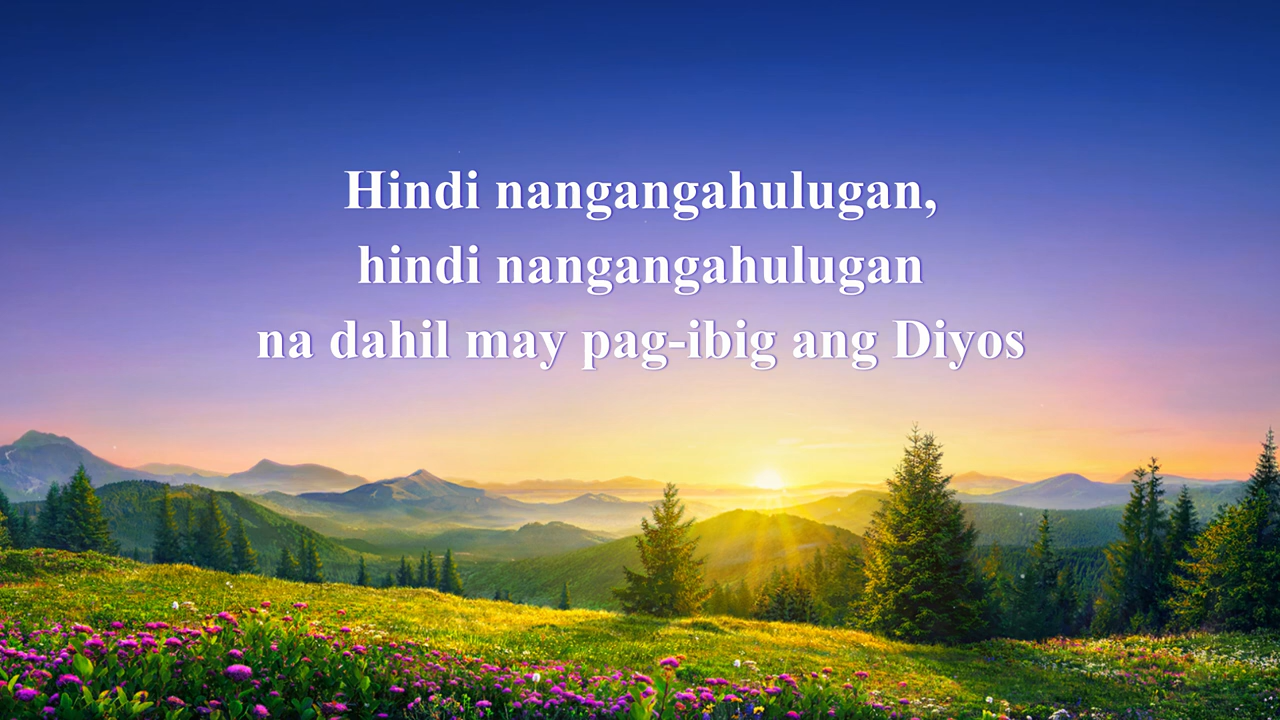 Hindi nangangahulugan,
hindi nangangahulugan
na dahil may pag-ibig ang Diyos